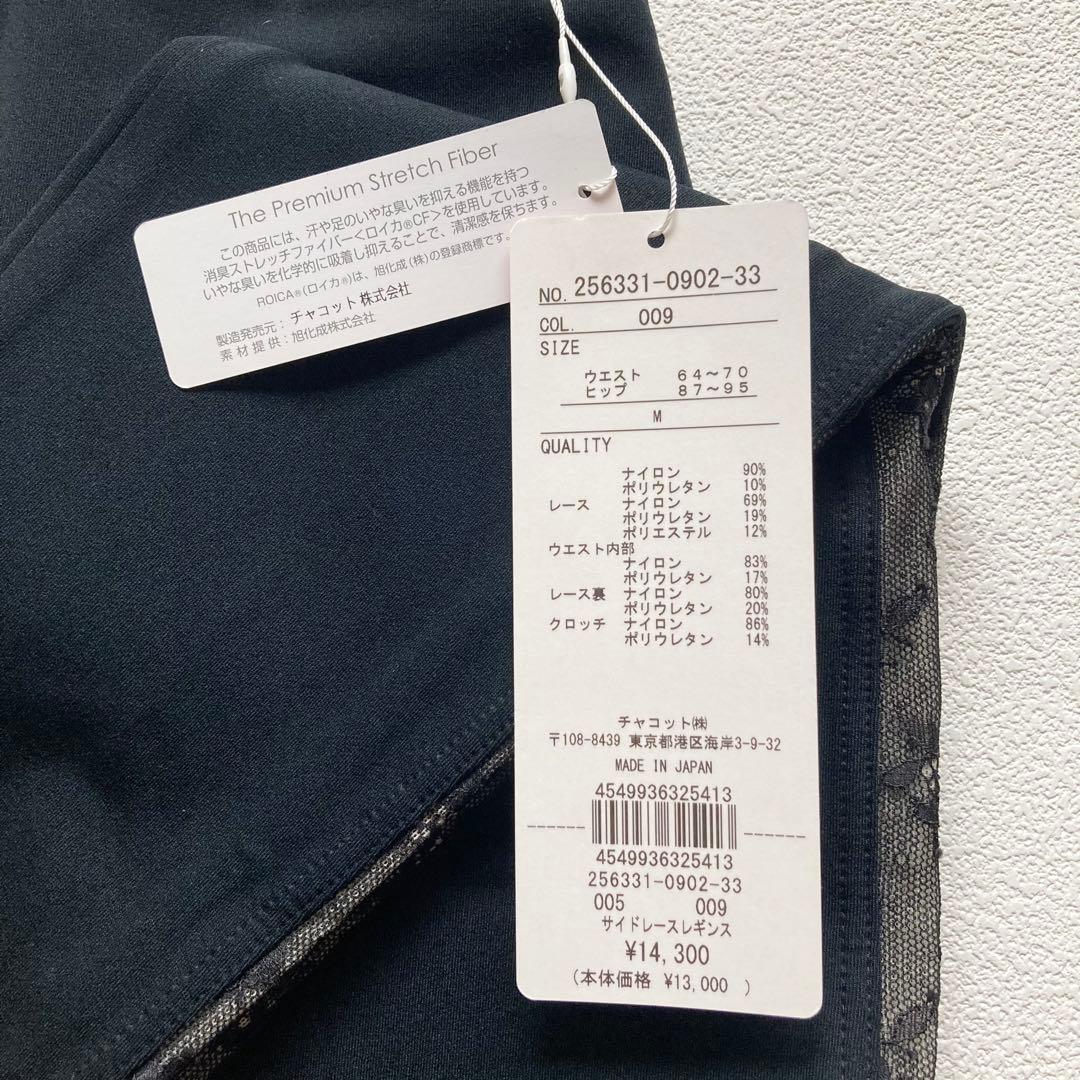 The Premium Stretch Fiber
この商品には、汗や足のいやな臭いを抑える機能を持つ
消臭ストレッチファイバー<ロイカ®CF>を使用しています。
いやな臭いを化学的に吸着し抑えることで、清潔感を保ちます。
ROICA®(ロイカ®)は、旭化成(株)の登録商標です。
製造発売元：チャコット 株式会社
素材提供：旭化成株式会社
NO. 256331-0902-33
COL. 009
SIZE
ウエスト 64～70
ヒップ 87～95
M
QUALITY
ナイロン 90%
ポリウレタン 10%
レース ナイロン 69%
ポリウレタン 19%
ポリエステル 12%
ウエスト内部
ナイロン 83%
ポリウレタン 17%
レース裏 ナイロン 80%
ポリウレタン 20%
クロッチ ナイロン 86%
ポリウレタン 14%
チャコット㈱
〒108-8439 東京都港区海岸3-9-32
MADE IN JAPAN
4549936325413
4549936325413
256331-0902-33
005 009
サイドレースレギンス
¥14,300
(本体価格 ¥13,000 )